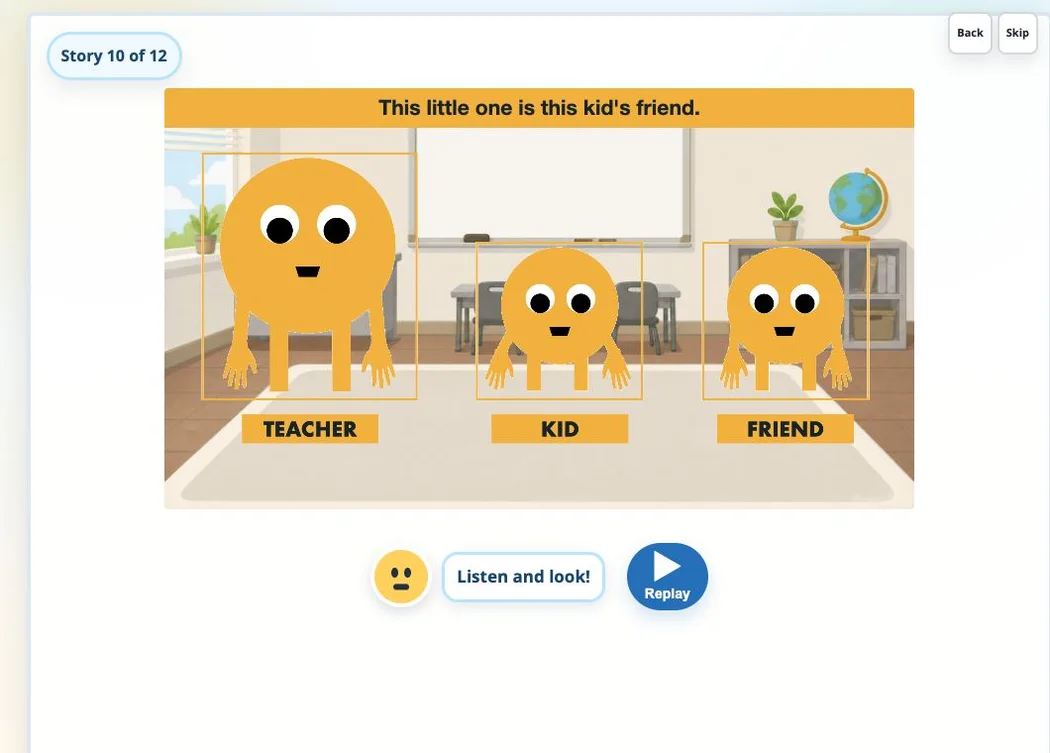 Back
Skip
Story 10 of 12
This little one is this kid's friend.
TEACHER
KID
FRIEND
Listen and look!
Replay